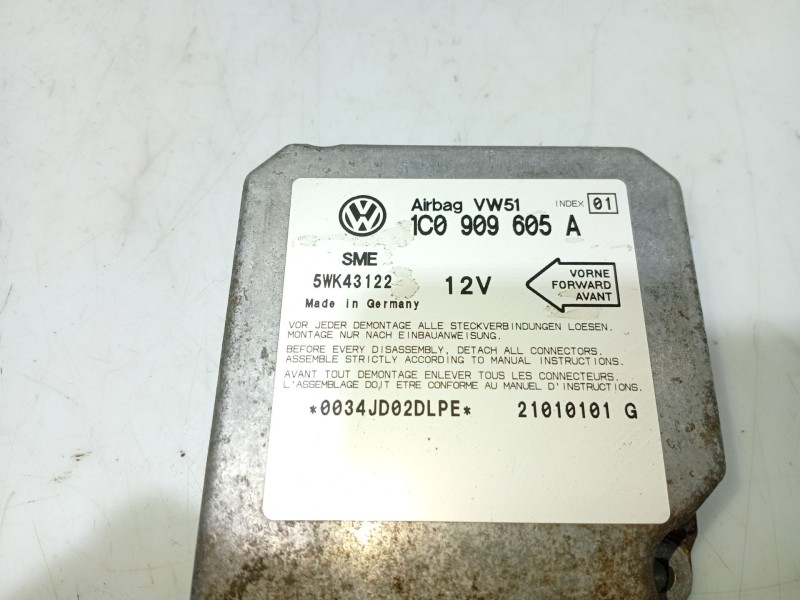 Airbag VW51 INDEX 01
1C0 909 605 A
SME
5WK43122
12V
Made in Germany
VORNE
FORWARD
AVANT
VOR JEDER DEMONTAGE ALLE STECKVERBINDUNGEN LOESEN.
MONTAGE NUR NACH EINBAUANWEISUNG.
BEFORE EVERY DISASSEMBLY, DETACH ALL CONNECTORS.
ASSEMBLE STRICTLY ACCORDING TO MANUAL INSTRUCTIONS.
AVANT TOUT DEMONTAGE ENLEVER TOUS LES CONNECTEURS.
L'ASSEMBLAGE DOIT ETRE CONFORME AU MANUEL D'INSTRUCTIONS.
*0034JD02DLPE* 21010101 G